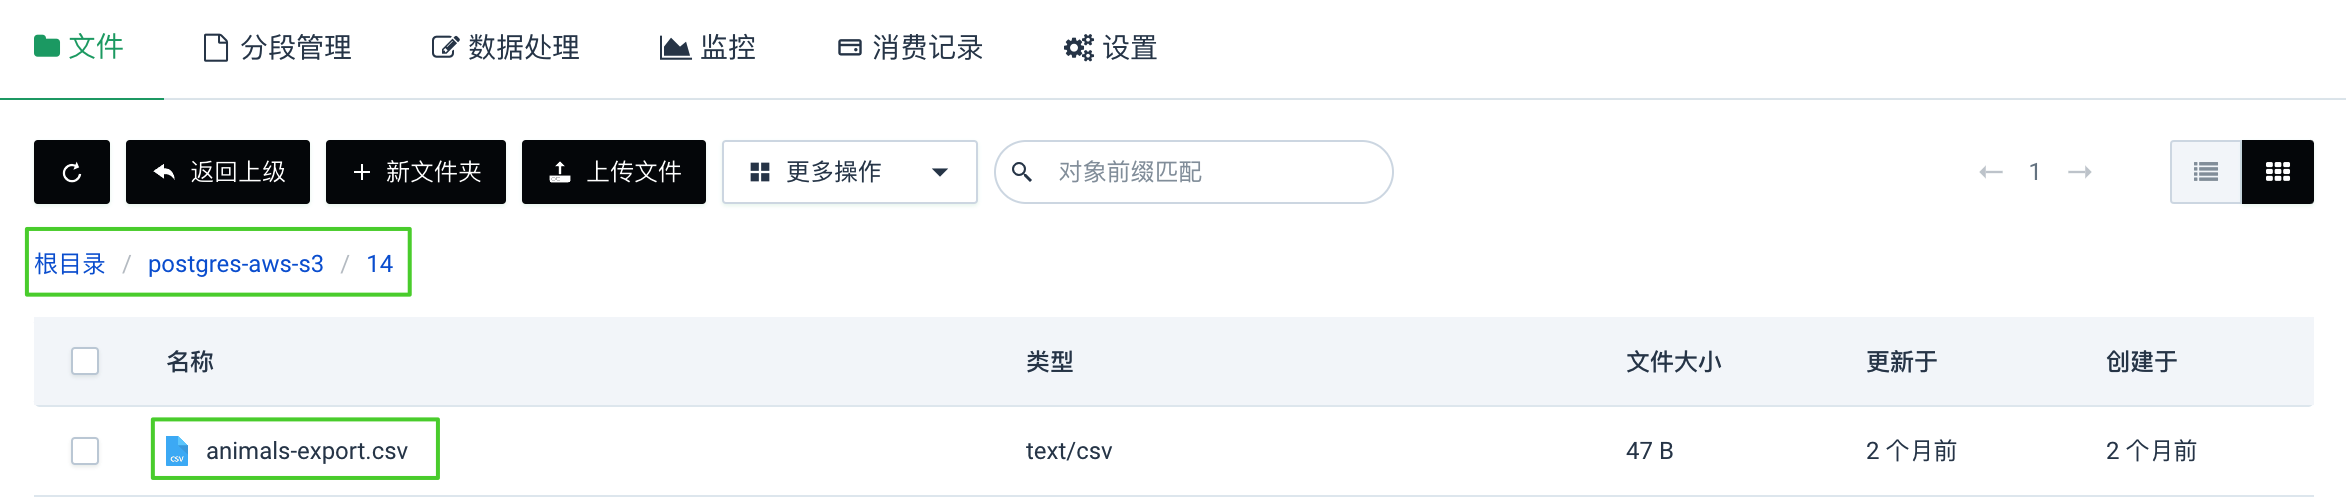 文件 分段管理 数据处理 监控 消费记录 设置
返回上级 新文件夹 上传文件 更多操作 对象前缀匹配 1
根目录 / postgres-aws-s3 / 14
名称 类型 文件大小 更新于 创建于
CSV animals-export.csv text/csv 47 B 2 个月前 2 个月前